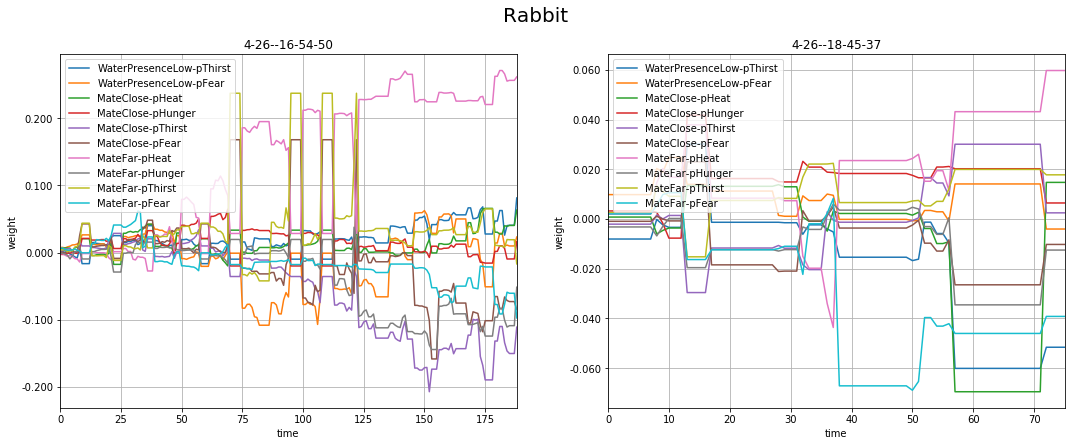 Rabbit
4-26--16-54-50
WaterPresenceLow-pThirst
WaterPresenceLow-pFear
MateClose-pHeat
MateClose-pHunger
MateClose-pThirst
MateClose-pFear
MateFar-pHeat
MateFar-pHunger
MateFar-pThirst
MateFar-pFear
0.200
0.100
0.000
-0.100
-0.200
weight
0 25 50 75 100 125 150 175
time
4-26--18-45-37
WaterPresenceLow-pThirst
WaterPresenceLow-pFear
MateClose-pHeat
MateClose-pHunger
MateClose-pThirst
MateClose-pFear
MateFar-pHeat
MateFar-pHunger
MateFar-pThirst
MateFar-pFear
0.060
0.040
0.020
0.000
-0.020
-0.040
-0.060
weight
0 10 20 30 40 50 60 70
time